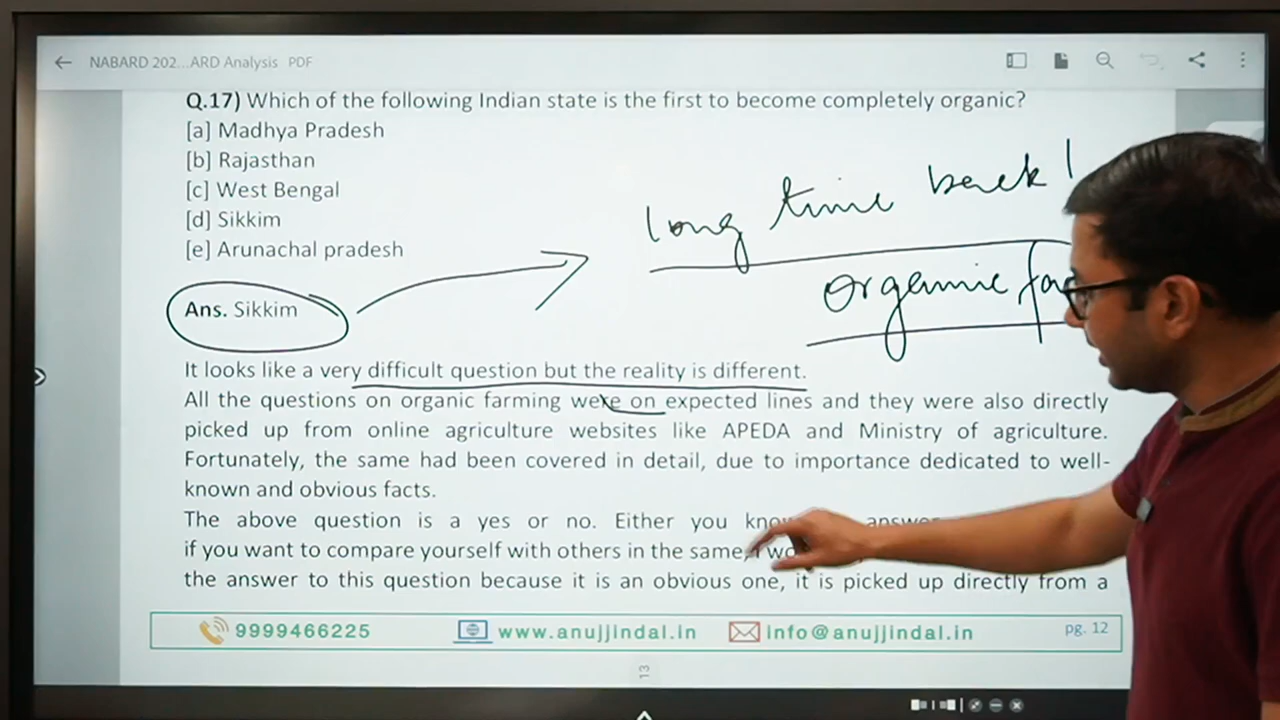 NABARD 202...ARD Analysis PDF
Q.17) Which of the following Indian state is the first to become completely organic?
[a] Madhya Pradesh
[b] Rajasthan
[c] West Bengal
[d] Sikkim
[e] Arunachal pradesh
long time back!
organic
Ans. Sikkim
It looks like a very difficult question but the reality is different.
All the questions on organic farming were on expected lines and they were also directly
picked up from online agriculture websites like APEDA and Ministry of agriculture.
Fortunately, the same had been covered in detail, due to importance dedicated to well-
known and obvious facts.
The above question is a yes or no. Either you
if you want to compare yourself with others in the same,
the answer to this question because it is an obvious one, it is picked up directly from a
9999466225 www.anujjindal.in info@anujjindal.in pg. 12
13